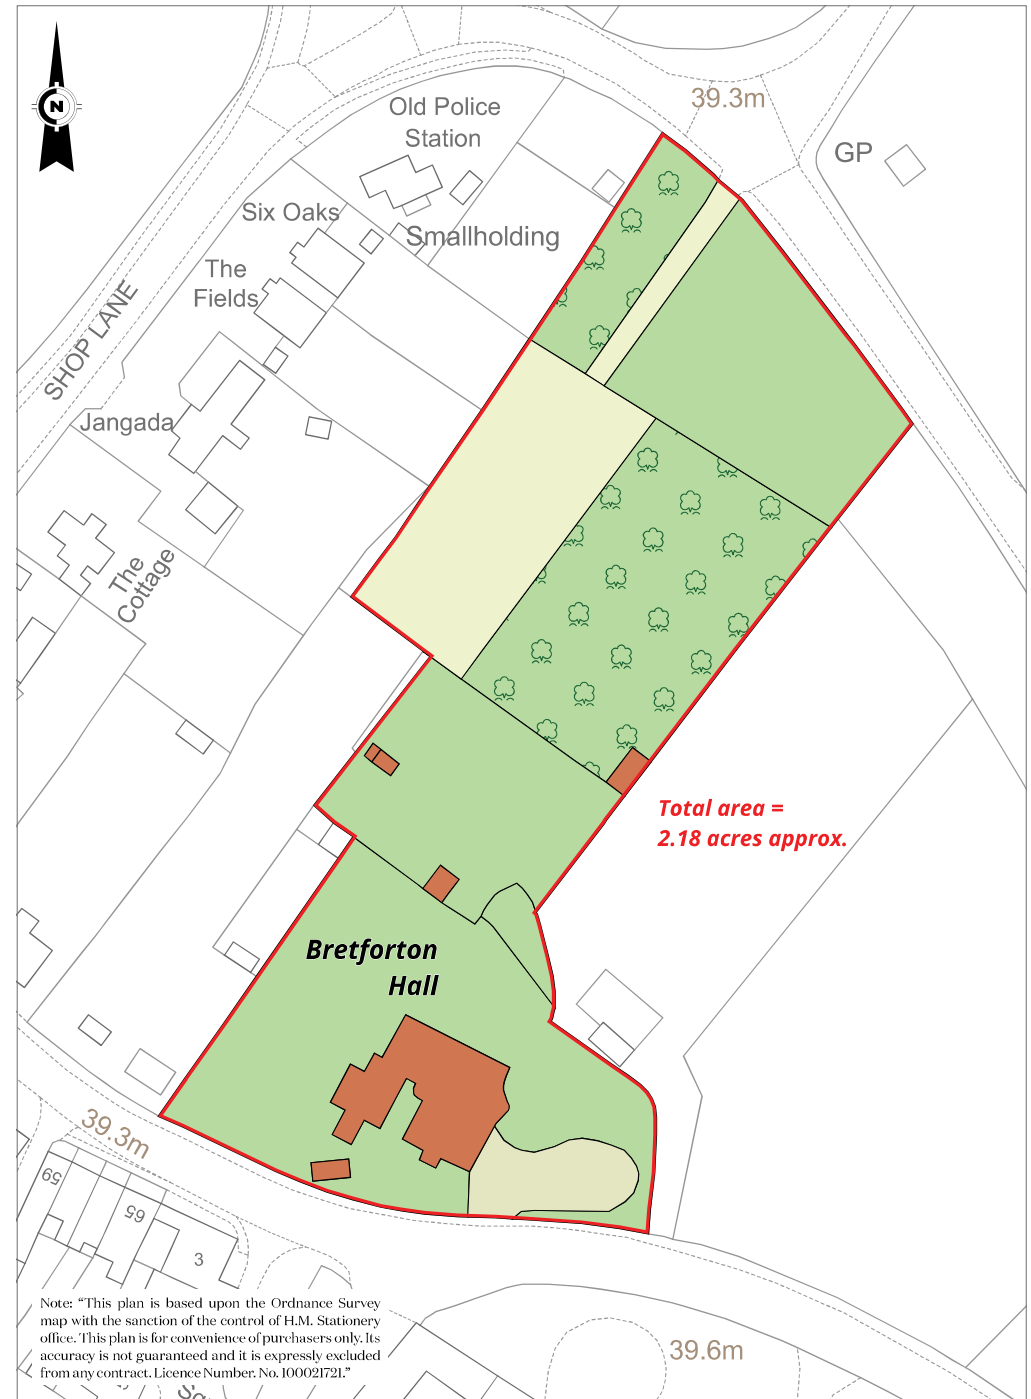 N
39.3m
Old Police
Station
GP
Six Oaks
Smallholding
The
Fields
SHOP LANE
Jangada
The
Cottage
Total area =
2.18 acres approx.
Bretforton
Hall
39.3m
59
65
3
39.6m
Note: “This plan is based upon the Ordnance Survey
map with the sanction of the control of H.M. Stationery
office. This plan is for convenience of purchasers only. Its
accuracy is not guaranteed and it is expressly excluded
from any contract. Licence Number. No. 100021721.”